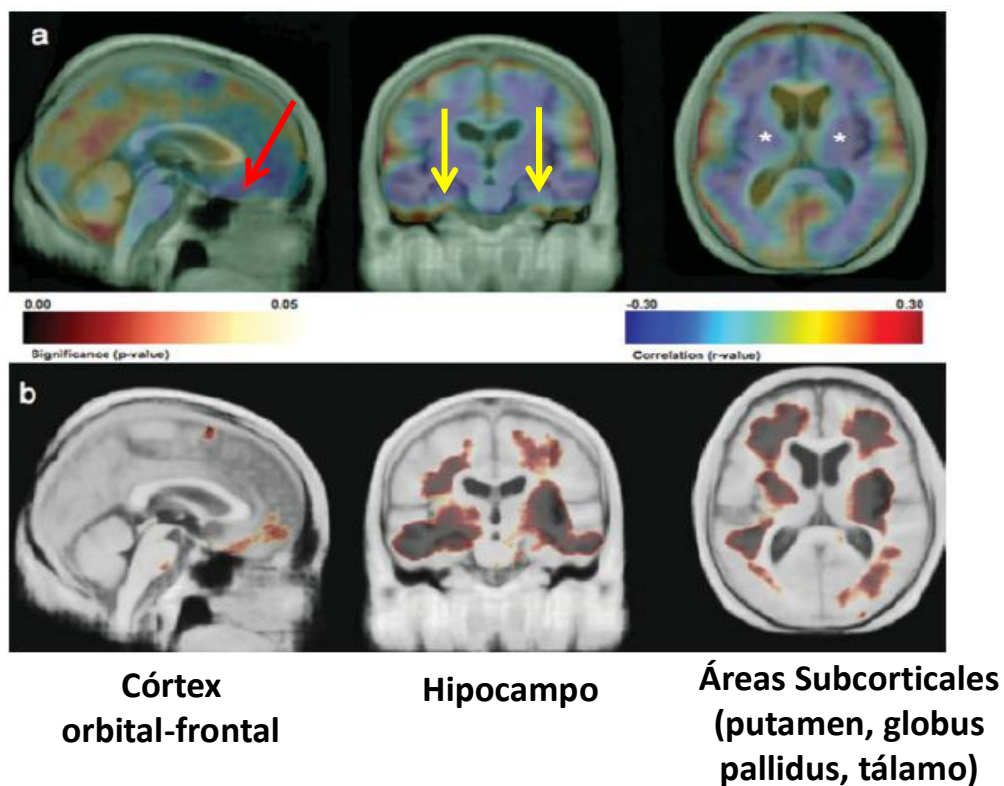 a
* *
0.00 0.05
Significance (p-value)
-0.30 0.30
Correlation (r-value)
b
Córtex
orbital-frontal
Hipocampo
Áreas Subcorticales
(putamen, globus
pallidus, tálamo)